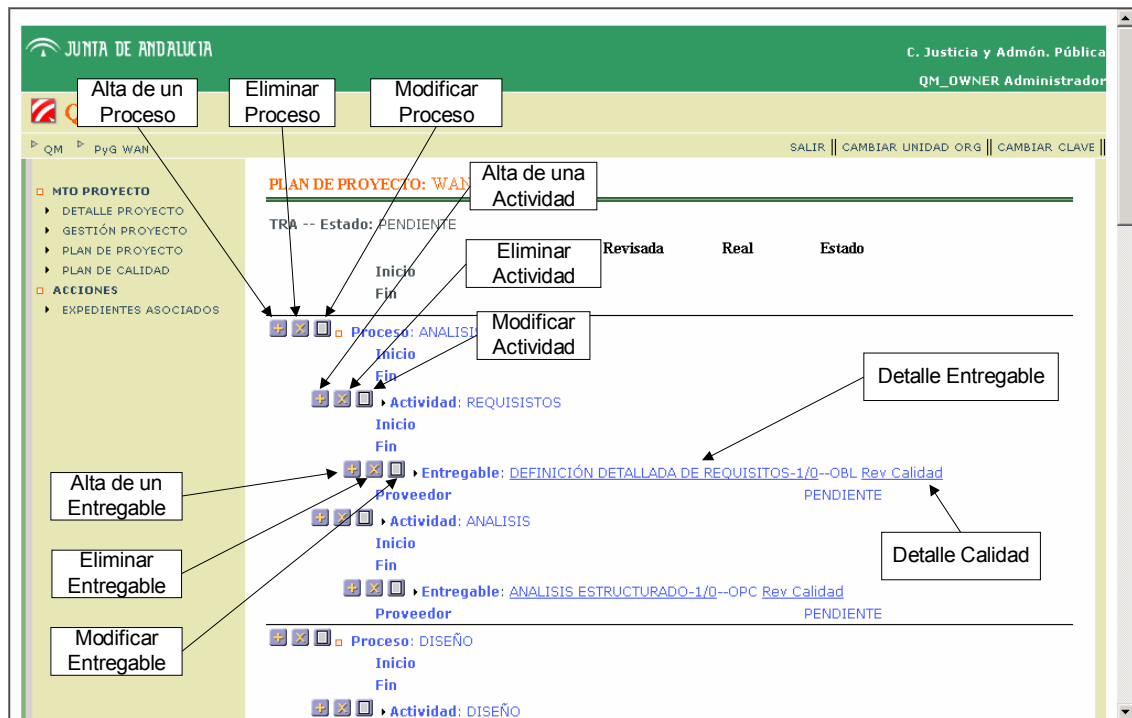 JUNTA DE ANDALUCIA
C. Justicia y Admón. Pública
QM_OWNER Administrador
Alta de un
Proceso
Eliminar
Proceso
Modificar
Proceso
QM
PyG WAN
SALIR || CAMBIAR UNIDAD ORG || CAMBIAR CLAVE ||
MTO PROYECTO
DETALLE PROYECTO
GESTIÓN PROYECTO
PLAN DE PROYECTO
PLAN DE CALIDAD
ACCIONES
EXPEDIENTES ASOCIADOS
PLAN DE PROYECTO: WAN
Alta de una
Actividad
TRA -- Estado: PENDIENTE
Revisada Real Estado
Eliminar
Actividad
Inicio
Fin
Modificar
Actividad
Proceso: ANALISIS
Inicio
Fin
Detalle Entregable
Actividad: REQUISISTOS
Inicio
Fin
Alta de un
Entregable
Entregable: DEFINICIÓN DETALLADA DE REQUISITOS-1/0--OBL Rev Calidad
Proveedor PENDIENTE
Actividad: ANALISIS
Inicio
Fin
Eliminar
Entregable
Detalle Calidad
Entregable: ANALISIS ESTRUCTURADO-1/0--OPC Rev Calidad
Proveedor PENDIENTE
Modificar
Entregable
Proceso: DISEÑO
Inicio
Fin
Actividad: DISEÑO